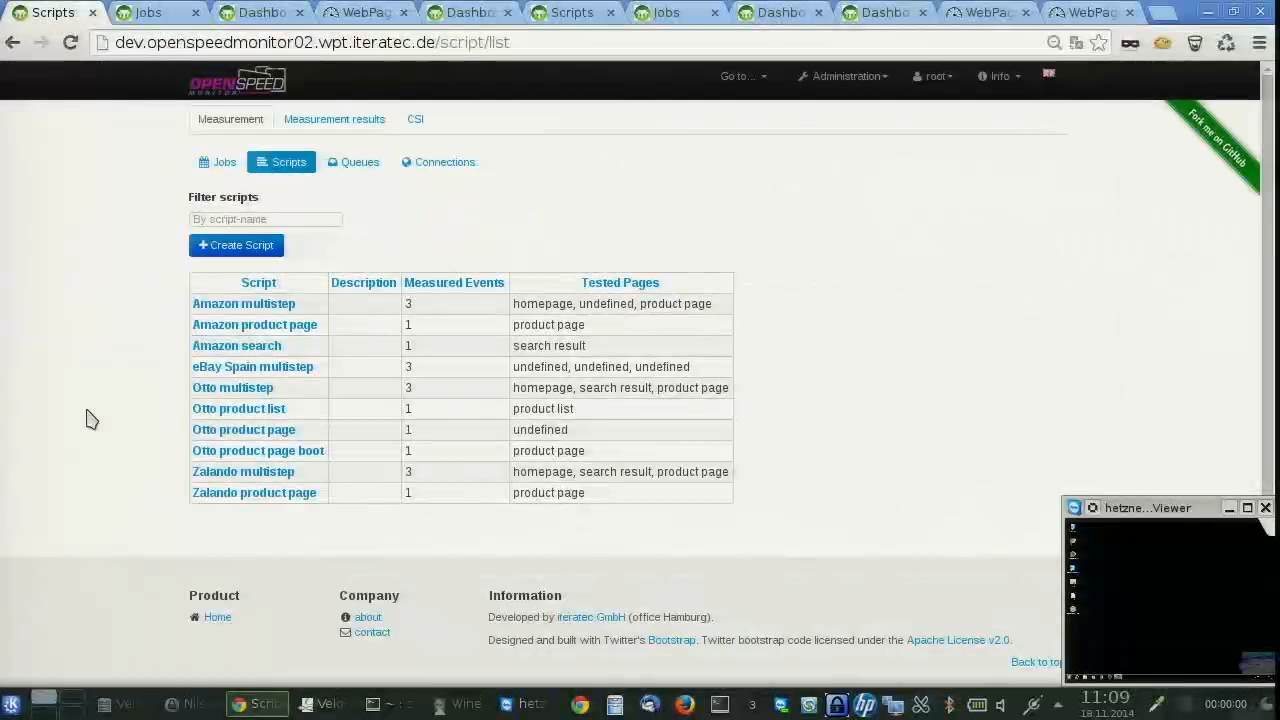 Scripts Jobs Dashbo WebPag Dashbo Scripts Jobs Dashbo Dashbo WebPag WebPag
dev.openspeedmonitor02.wpt.iteratec.de/script/list
OPENSPEED
MONITOR
Go to... Administration root Info
Fork me on GitHub
Measurement Measurement results CSI
Jobs Scripts Queues Connections
Filter scripts
By script-name
Create Script
Script Description Measured Events Tested Pages
Amazon multistep 3 homepage, undefined, product page
Amazon product page 1 product page
Amazon search 1 search result
eBay Spain multistep 3 undefined, undefined, undefined
Otto multistep 3 homepage, search result, product page
Otto product list 1 product list
Otto product page 1 undefined
Otto product page boot 1 product page
Zalando multistep 3 homepage, search result, product page
Zalando product page 1 product page
hetzne...Viewer
Product Company Information
Home about Developed by iteratec GmbH (office Hamburg).
contact
Designed and built with Twitter's Bootstrap. Twitter bootstrap code licensed under the Apache License v2.0.
Back to top
Ve Nils Scri Velo ~ : Wine hetz 3 11:09 00:00:00
18.11.2014